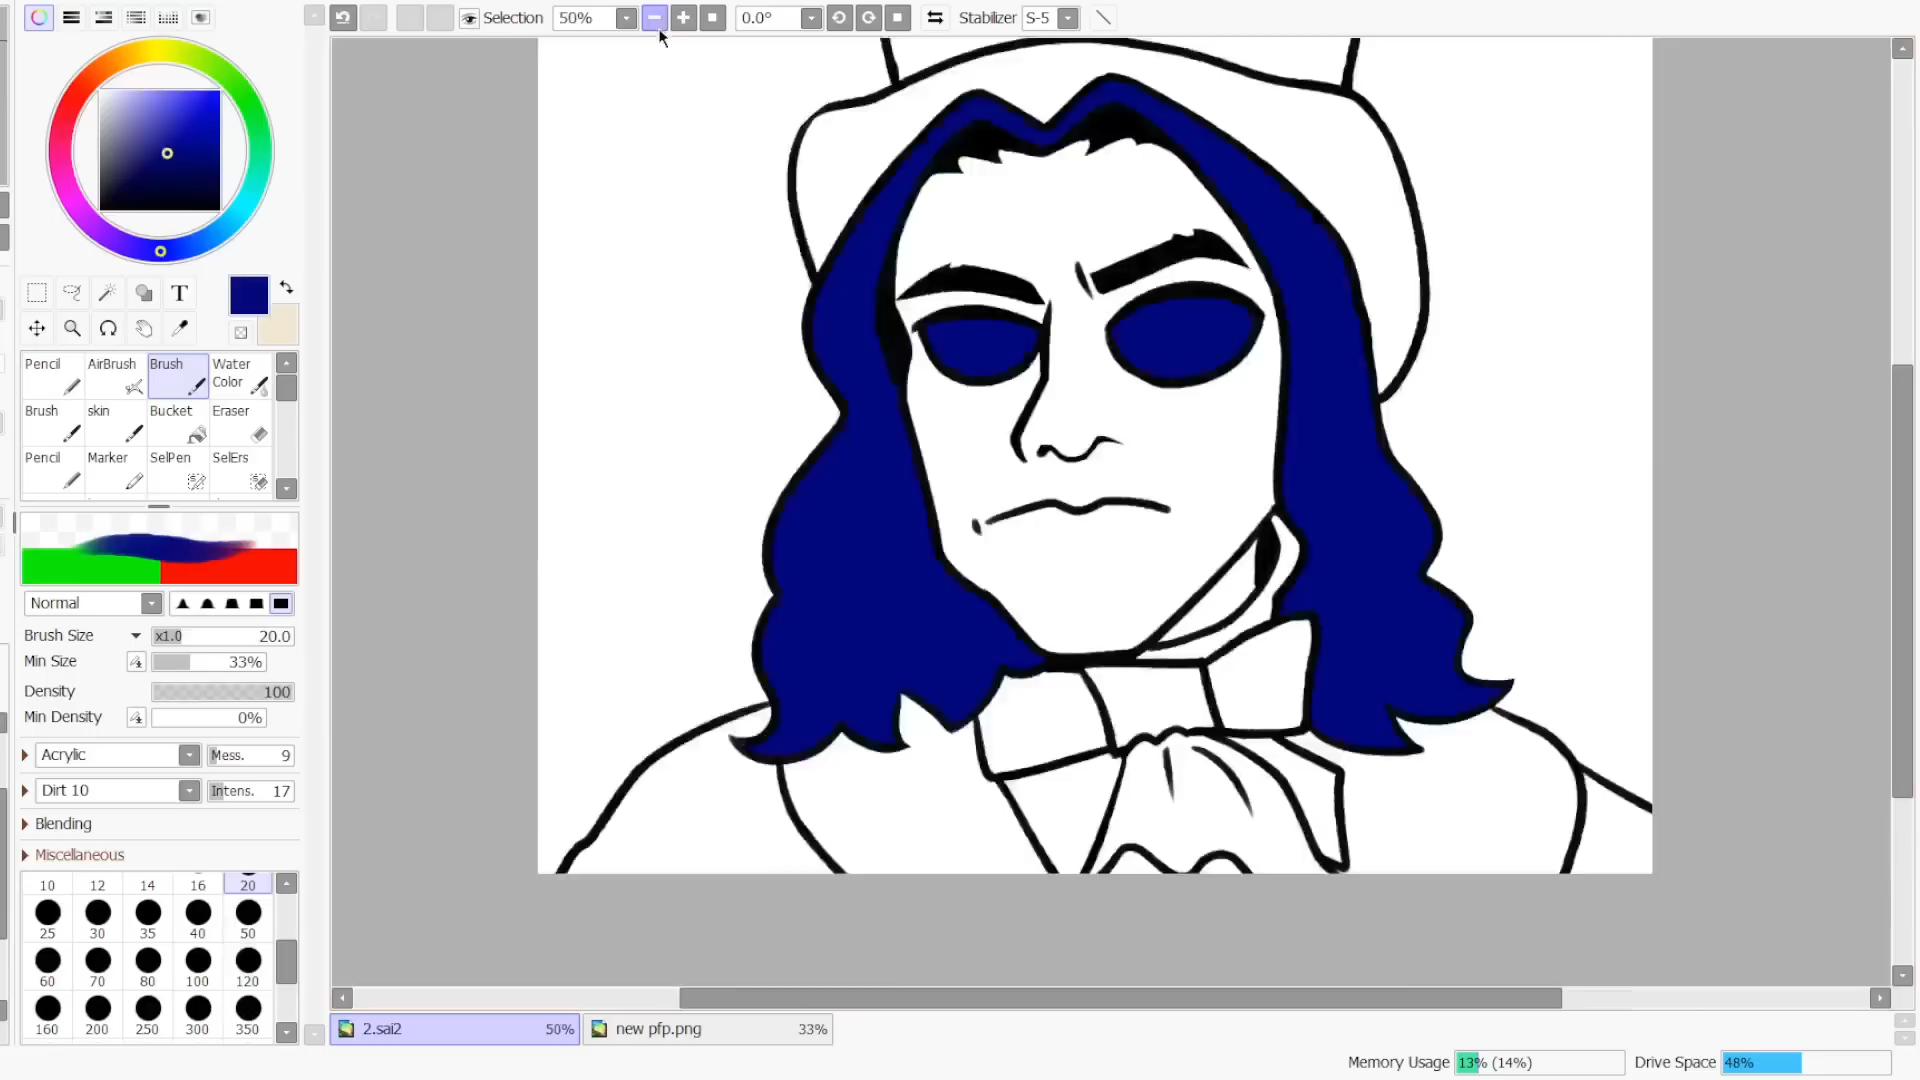 Selection 50% 0.0° Stabilizer S-5
T
Pencil AirBrush Brush Water Color
Brush skin Bucket Eraser
Pencil Marker SelPen SelErs
Normal
Brush Size x1.0 20.0
Min Size 33%
Density 100
Min Density 0%
Acrylic Mess. 9
Dirt 10 Intens. 17
Blending
Miscellaneous
10 12 14 16 20
25 30 35 40 50
60 70 80 100 120
160 200 250 300 350
2.sai2 50% new pfp.png 33%
Memory Usage 13% (14%) Drive Space 48%